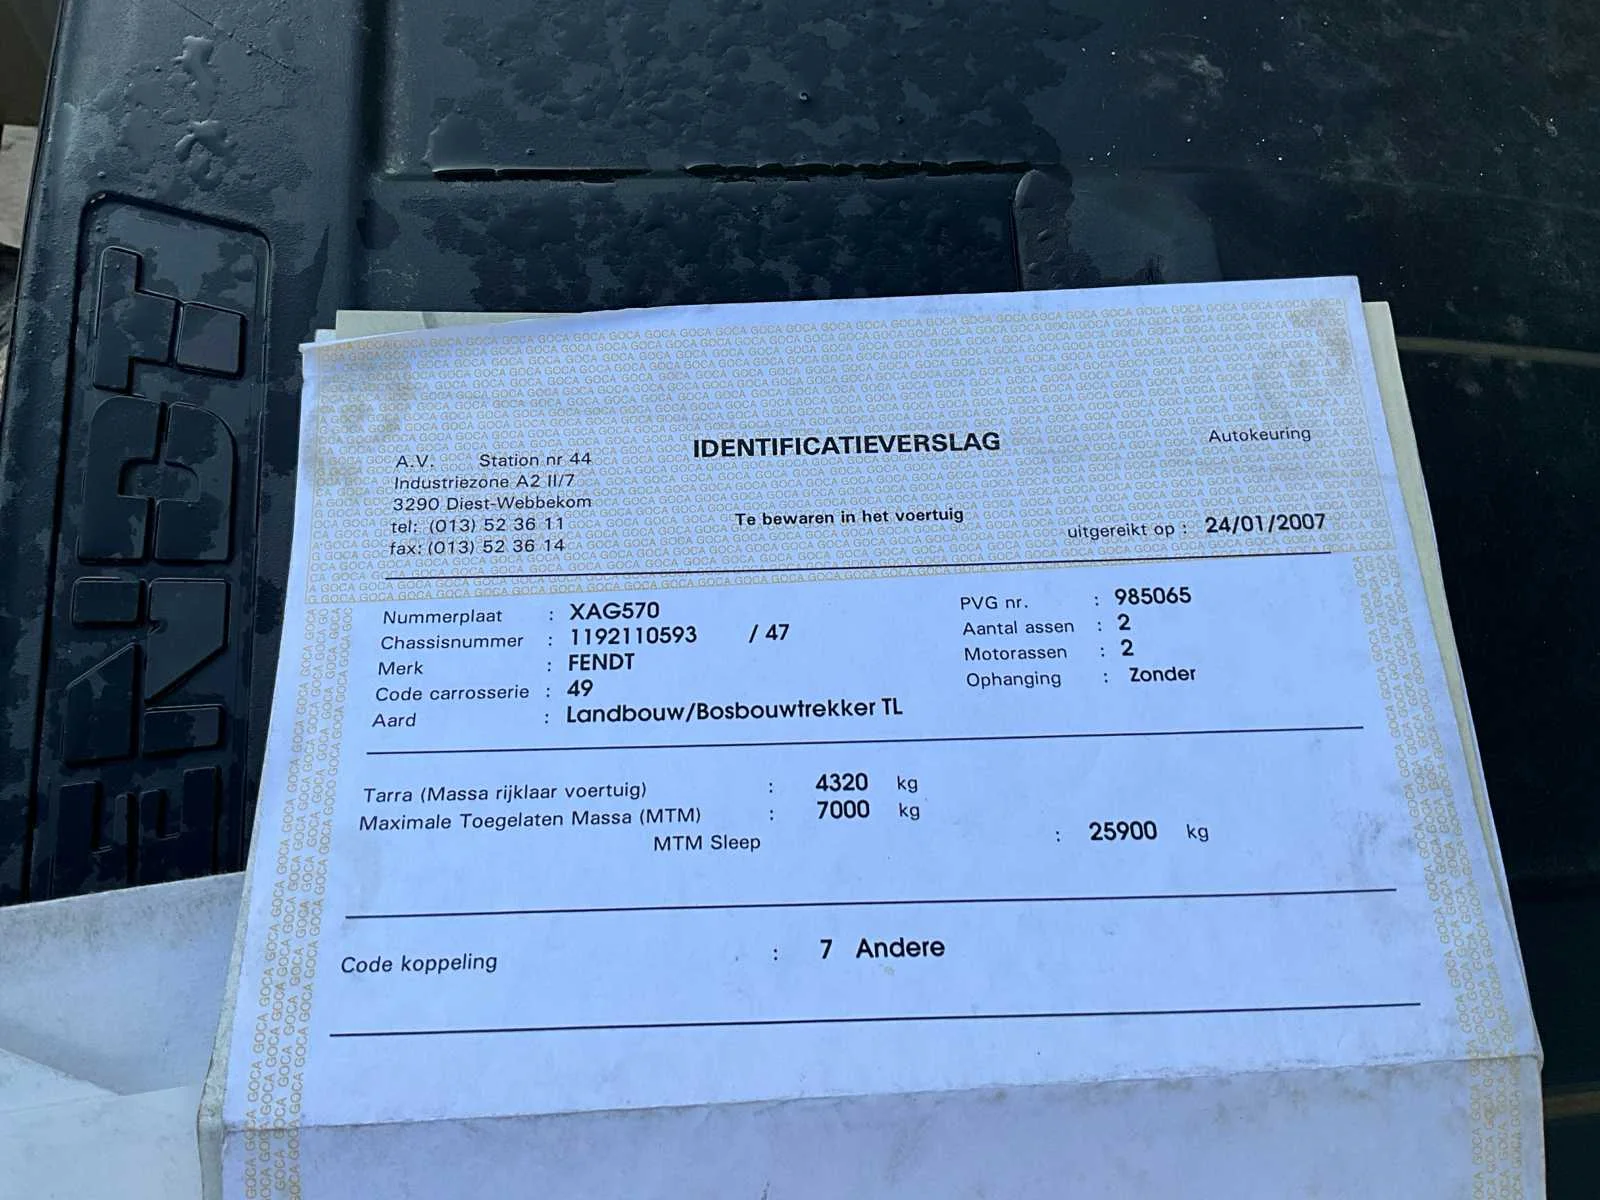 FENDT
IDENTIFICATIEVERSLAG
Autokeuring
A.V. Station nr 44
Industriezone A2 II/7
3290 Diest-Webbekom
tel: (013) 52 36 11
fax: (013) 52 36 14
Te bewaren in het voertuig
uitgereikt op : 24/01/2007
Nummerplaat : XAG570
Chassisnummer : 1192110593 / 47
Merk : FENDT
Code carrosserie : 49
Aard : Landbouw/Bosbouwtrekker TL
PVG nr. : 985065
Aantal assen : 2
Motorassen : 2
Ophanging : Zonder
Tarra (Massa rijklaar voertuig) : 4320 kg
Maximale Toegelaten Massa (MTM) : 7000 kg
MTM Sleep : 25900 kg
Code koppeling : 7 Andere